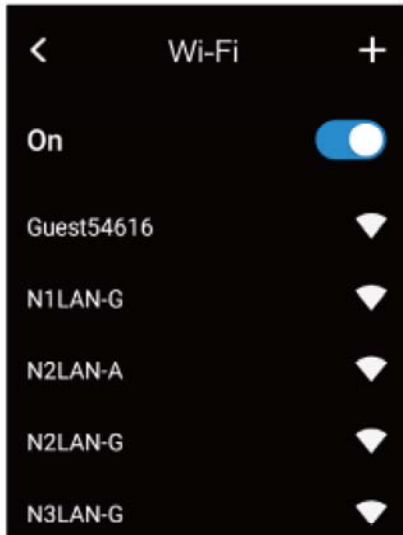 Wi-Fi
On
Guest54616
N1LAN-G
N2LAN-A
N2LAN-G
N3LAN-G